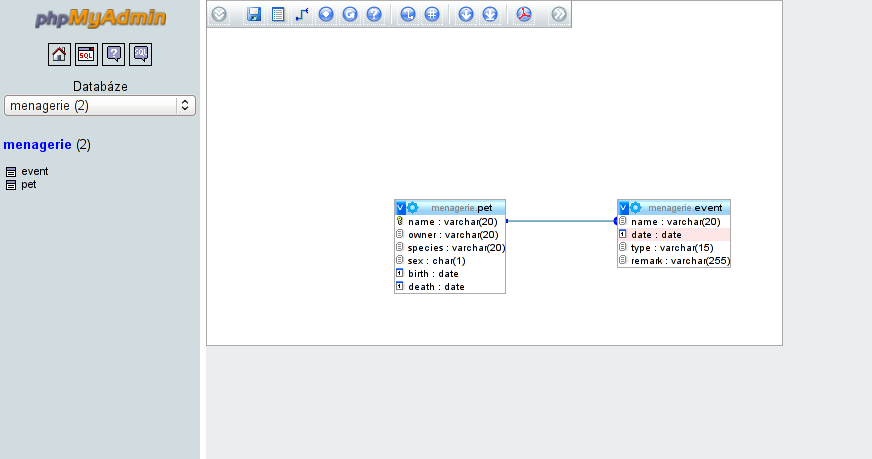 phpMyAdmin
SQL
?
SQL
Databáze
menagerie (2)
menagerie (2)
event
pet
?
menagerie.pet
name : varchar(20)
owner : varchar(20)
species : varchar(20)
sex : char(1)
birth : date
death : date
menagerie.event
name : varchar(20)
date : date
type : varchar(15)
remark : varchar(255)